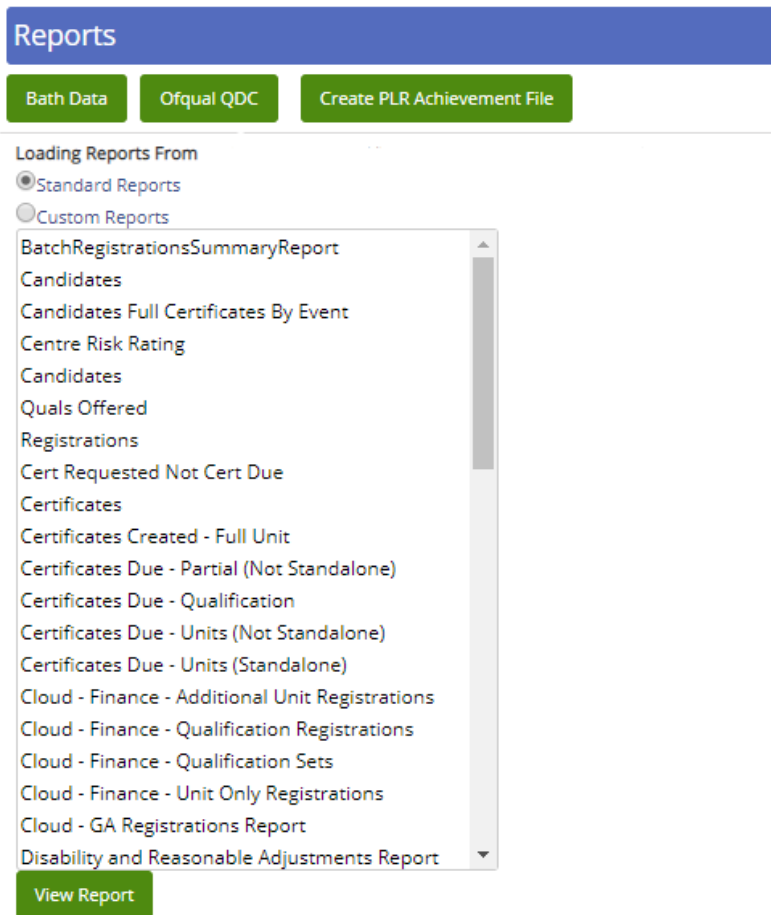 Reports
Bath Data
Ofqual QDC
Create PLR Achievement File
Loading Reports From
Standard Reports
Custom Reports
BatchRegistrationsSummaryReport
Candidates
Candidates Full Certificates By Event
Centre Risk Rating
Candidates
Quals Offered
Registrations
Cert Requested Not Cert Due
Certificates
Certificates Created - Full Unit
Certificates Due - Partial (Not Standalone)
Certificates Due - Qualification
Certificates Due - Units (Not Standalone)
Certificates Due - Units (Standalone)
Cloud - Finance - Additional Unit Registrations
Cloud - Finance - Qualification Registrations
Cloud - Finance - Qualification Sets
Cloud - Finance - Unit Only Registrations
Cloud - GA Registrations Report
Disability and Reasonable Adjustments Report
View Report